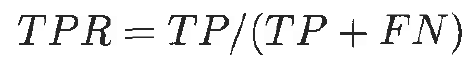 TPR = TP/(TP + FN)